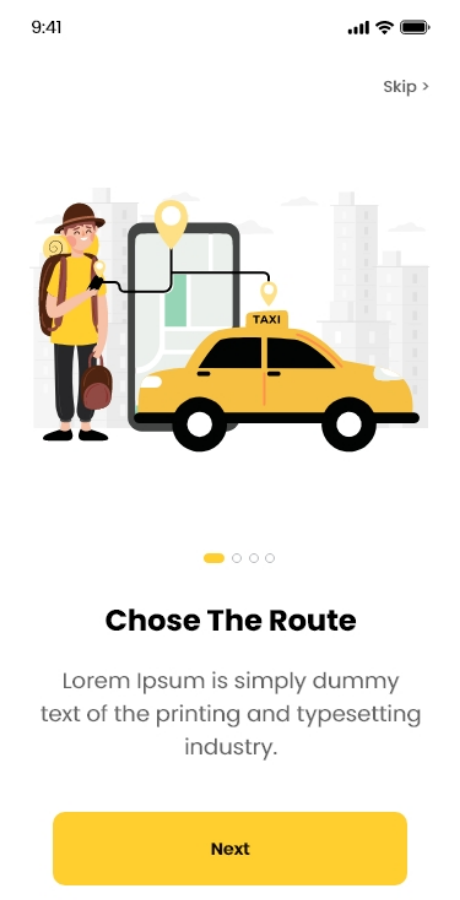 9:41
Skip >
TAXI
Chose The Route
Lorem Ipsum is simply dummy
text of the printing and typesetting
industry.
Next